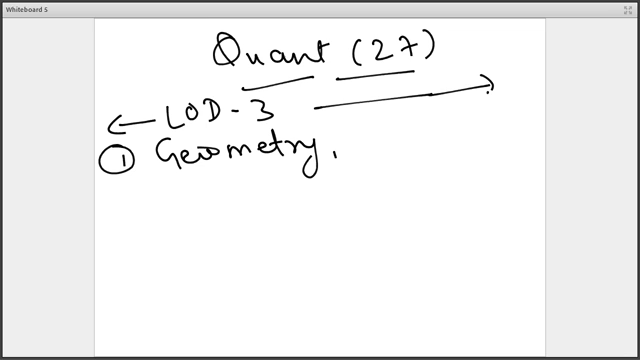 Whiteboard 5
Quant (27)
← LOD-3 →
① Geometry,